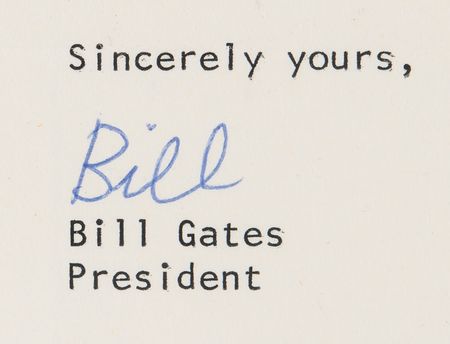 Sincerely yours,
Bill
Bill Gates
President